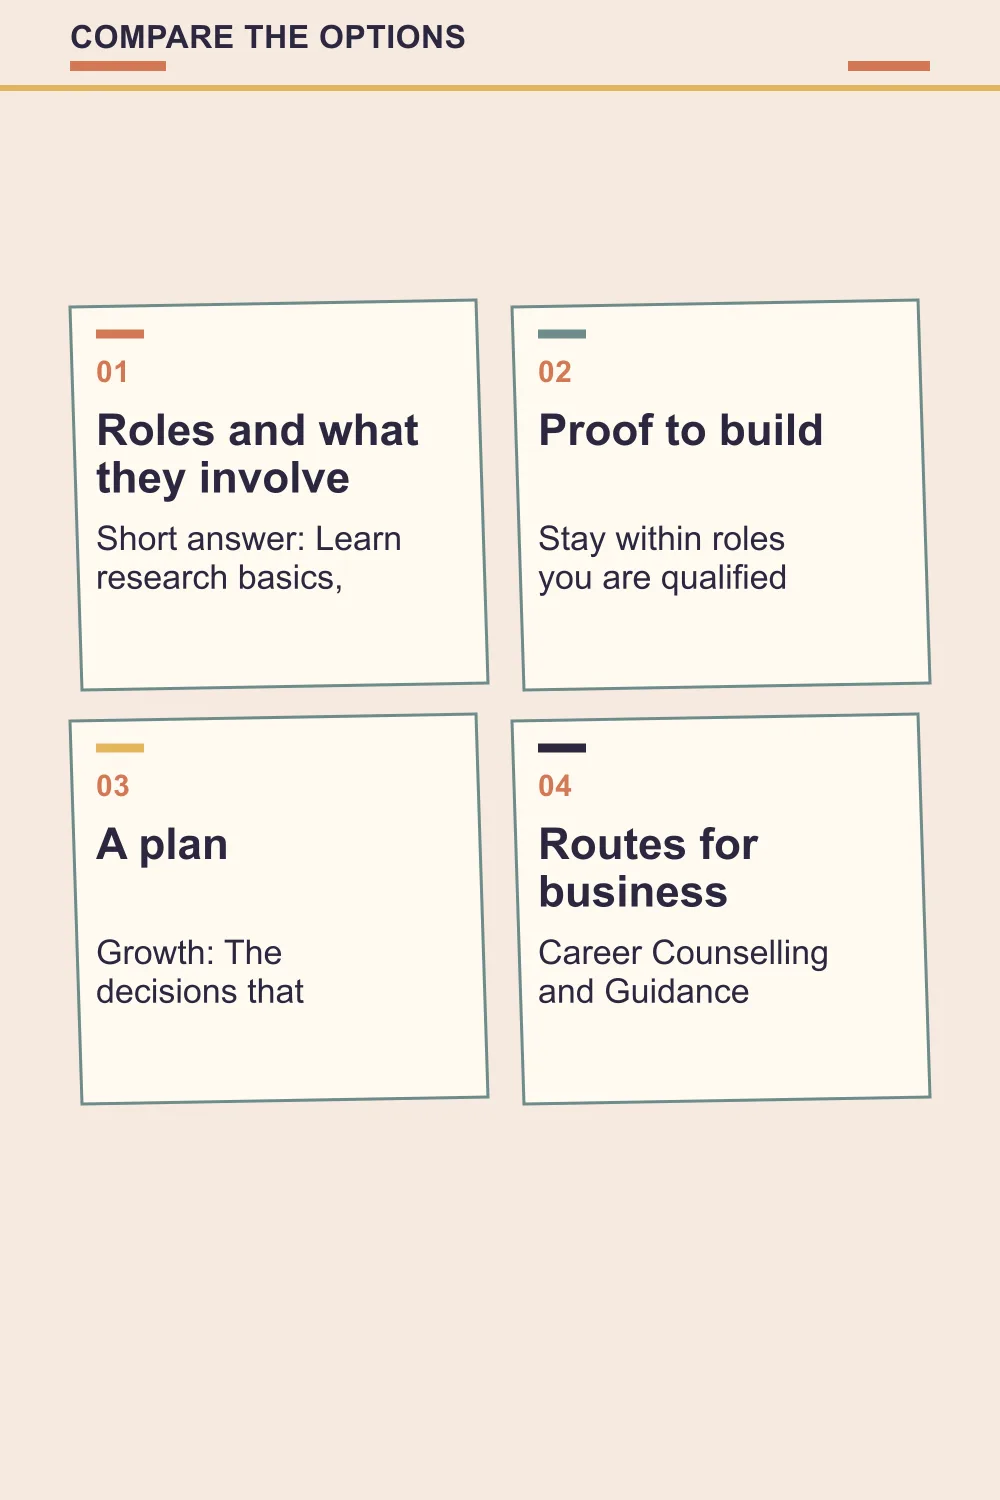 COMPARE THE OPTIONS
01
Roles and what
they involve
Short answer: Learn
research basics,
02
Proof to build
Stay within roles
you are qualified
03
A plan
Growth: The
decisions that
04
Routes for
business
Career Counselling
and Guidance